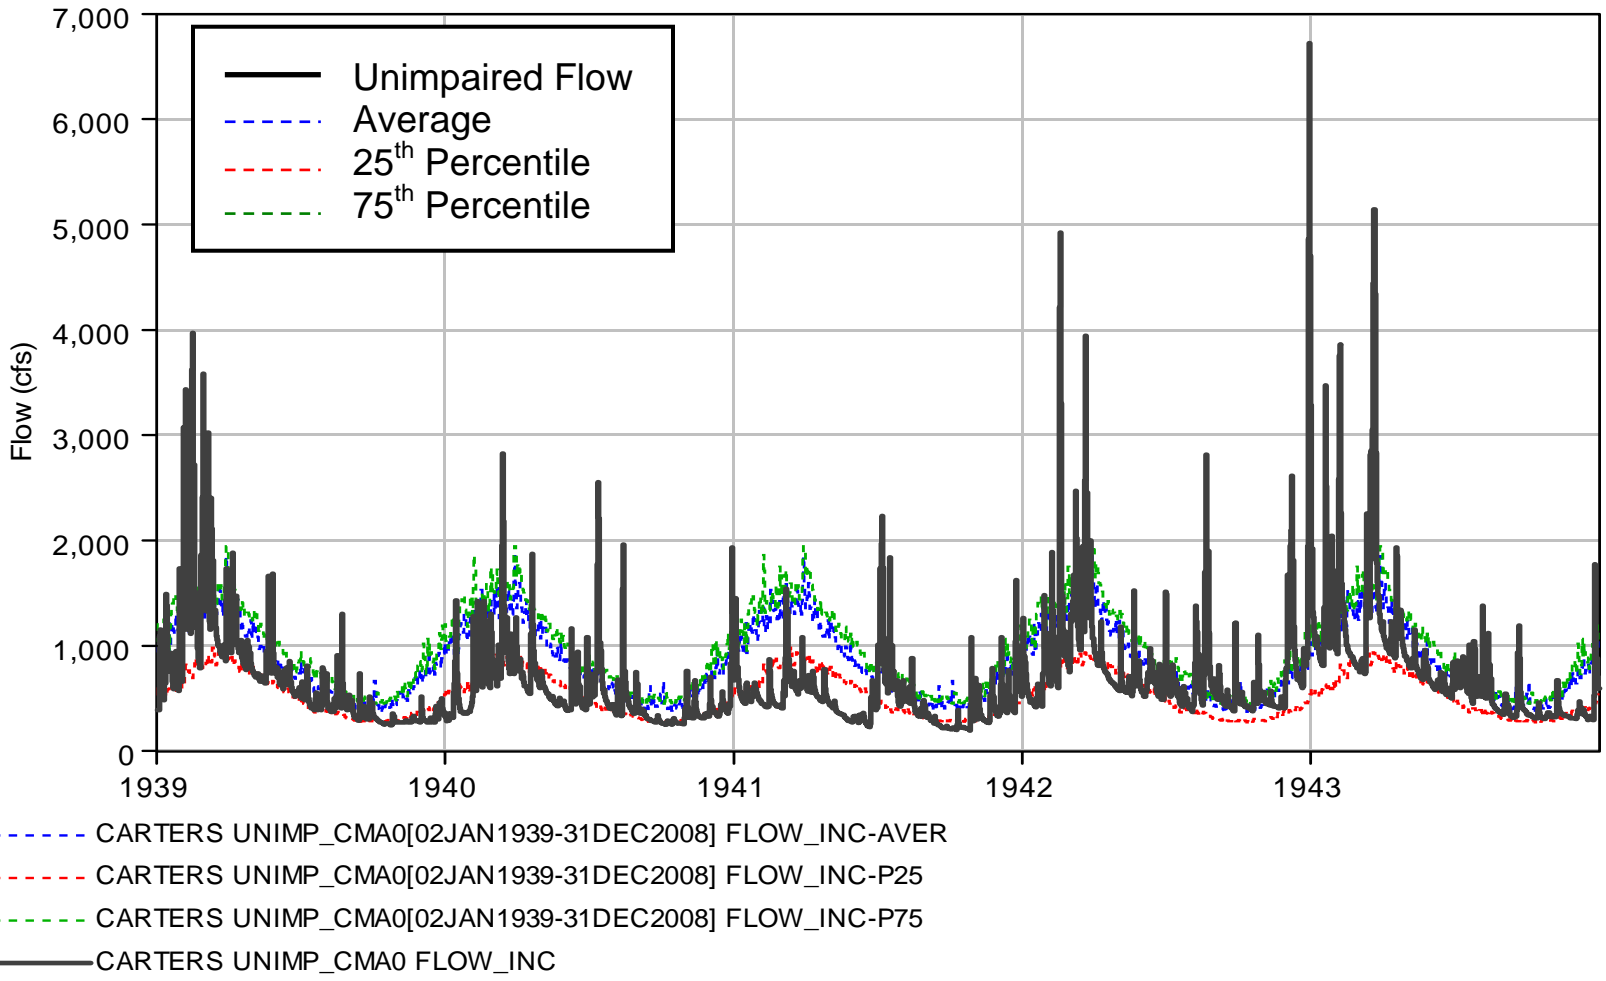 7,000
6,000
5,000
4,000
3,000
2,000
1,000
0
Flow (cfs)
Unimpaired Flow
Average
25th Percentile
75th Percentile
1939 1940 1941 1942 1943
CARTERS UNIMP_CMA0[02JAN1939-31DEC2008] FLOW_INC-AVER
CARTERS UNIMP_CMA0[02JAN1939-31DEC2008] FLOW_INC-P25
CARTERS UNIMP_CMA0[02JAN1939-31DEC2008] FLOW_INC-P75
CARTERS UNIMP_CMA0 FLOW_INC